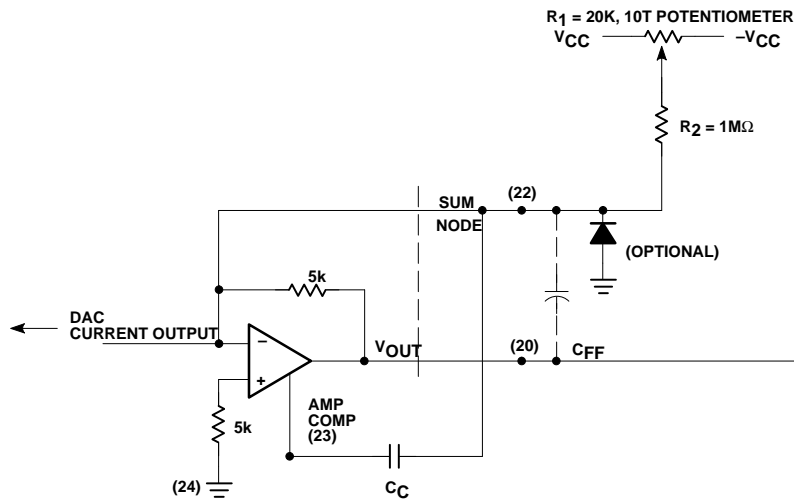 R1 = 20K, 10T POTENTIOMETER
VCC
–VCC
R2 = 1MΩ
(22)
SUM
NODE
(OPTIONAL)
5k
DAC
CURRENT OUTPUT
–
+
VOUT
(20)
CFF
5k
AMP
COMP
(23)
(24)
CC